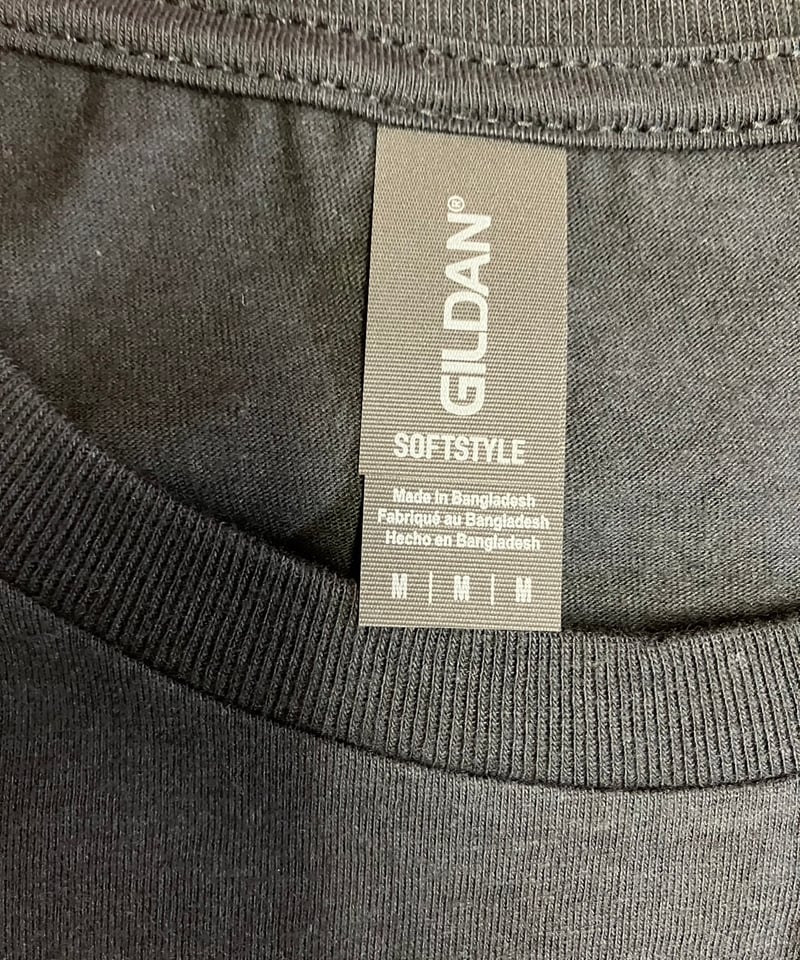 GILDAN®
SOFTSTYLE
Made in Bangladesh
Fabriqué au Bangladesh
Hecho en Bangladesh
M | M | M